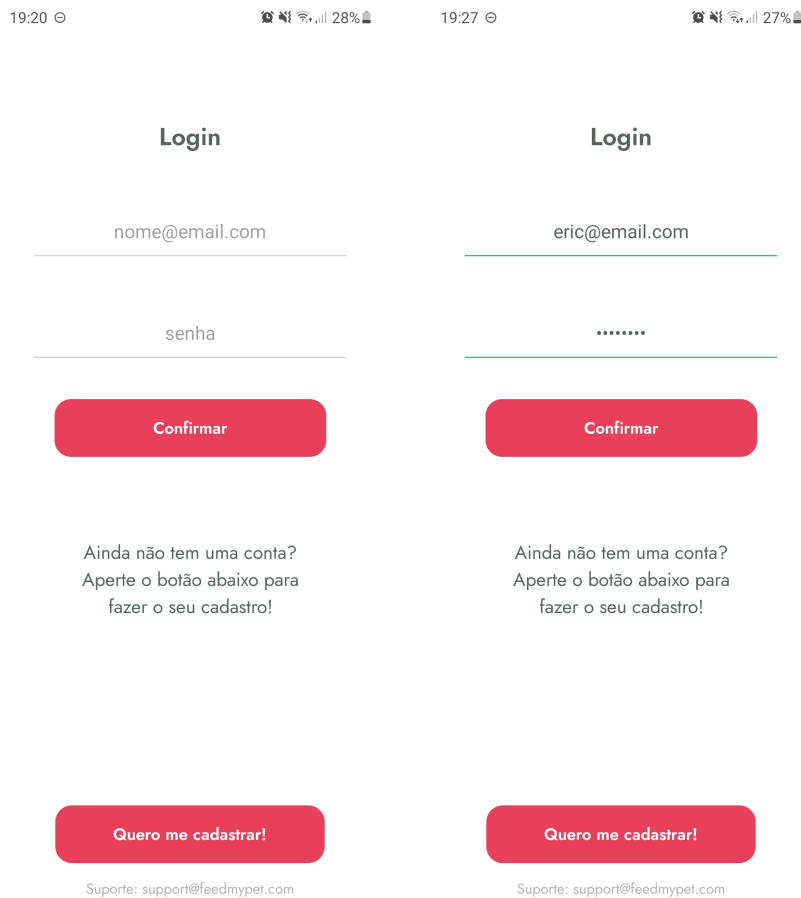 19:20
28%
Login
nome@email.com
senha
Confirmar
Ainda não tem uma conta?
Aperte o botão abaixo para
fazer o seu cadastro!
Quero me cadastrar!
Suporte: support@feedmypet.com
19:27
27%
Login
eric@email.com
••••••••
Confirmar
Ainda não tem uma conta?
Aperte o botão abaixo para
fazer o seu cadastro!
Quero me cadastrar!
Suporte: support@feedmypet.com